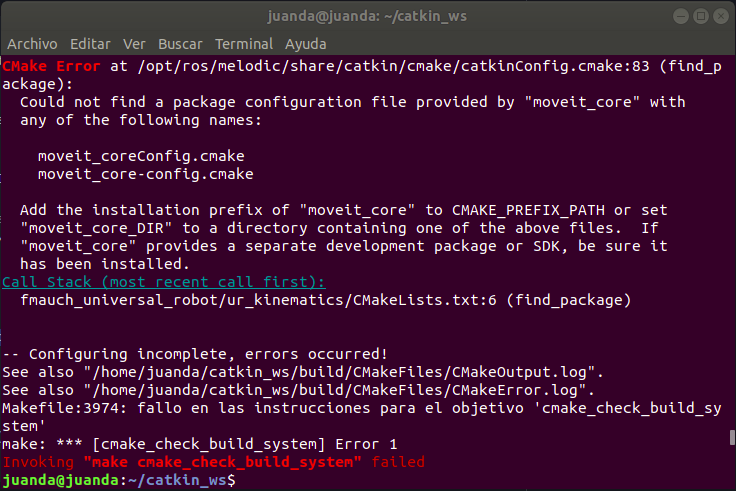 juanda@juanda: ~/catkin_ws
Archivo Editar Ver Buscar Terminal Ayuda
CMake Error at /opt/ros/melodic/share/catkin/cmake/catkinConfig.cmake:83 (find_p
ackage):
  Could not find a package configuration file provided by "moveit_core" with
  any of the following names:

    moveit_coreConfig.cmake
    moveit_core-config.cmake

  Add the installation prefix of "moveit_core" to CMAKE_PREFIX_PATH or set
  "moveit_core_DIR" to a directory containing one of the above files.  If
  "moveit_core" provides a separate development package or SDK, be sure it
  has been installed.
Call Stack (most recent call first):
  fmauch_universal_robot/ur_kinematics/CMakeLists.txt:6 (find_package)

-- Configuring incomplete, errors occurred!
See also "/home/juanda/catkin_ws/build/CMakeFiles/CMakeOutput.log".
See also "/home/juanda/catkin_ws/build/CMakeFiles/CMakeError.log".
Makefile:3974: fallo en las instrucciones para el objetivo 'cmake_check_build_sy
stem'
make: *** [cmake_check_build_system] Error 1
Invoking "make cmake_check_build_system" failed
juanda@juanda:~/catkin_ws$